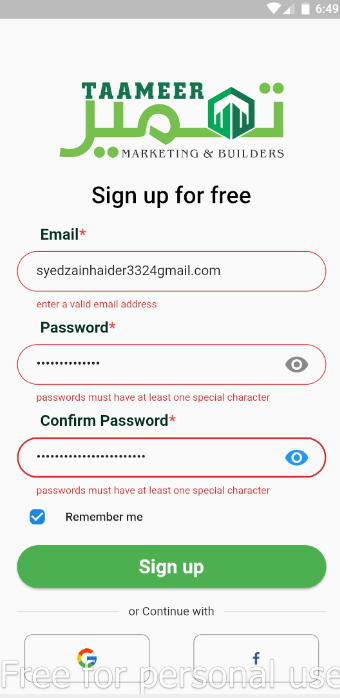 6:49
TAAMEER
تعمیر
MARKETING & BUILDERS
Sign up for free
Email*
syedzainhaider3324gmail.com
enter a valid email address
Password*
••••••••••••••
passwords must have at least one special character
Confirm Password*
••••••••••••••••••••••••
passwords must have at least one special character
Remember me
Sign up
or Continue with
G
f
Free for personal use